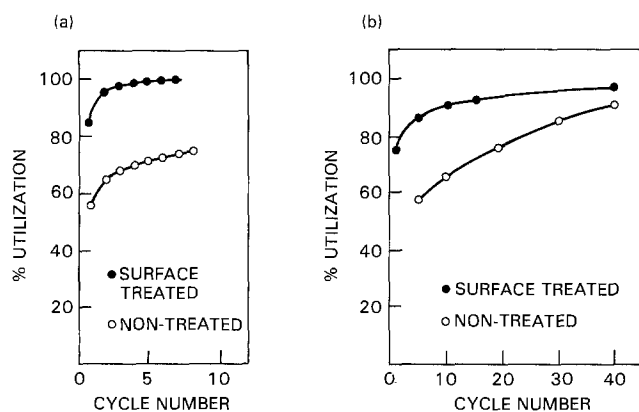 (a)
100
80
60
40
20
0
5
10
% UTILIZATION
CYCLE NUMBER
SURFACE
TREATED
NON-TREATED
(b)
100
80
60
40
20
0.
10
20
30
40
% UTILIZATION
CYCLE NUMBER
SURFACE TREATED
NON-TREATED